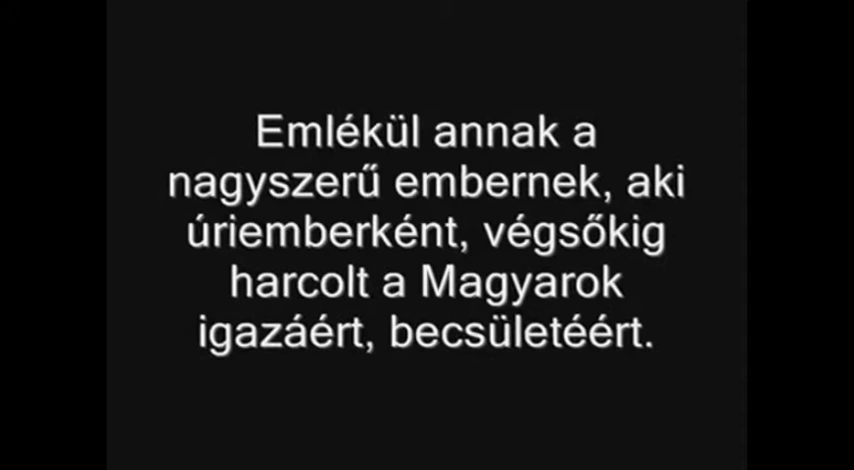 Emlékül annak a
nagyszerű embernek, aki
úriemberként, végsőkig
harcolt a Magyarok
igazáért, becsületéért.